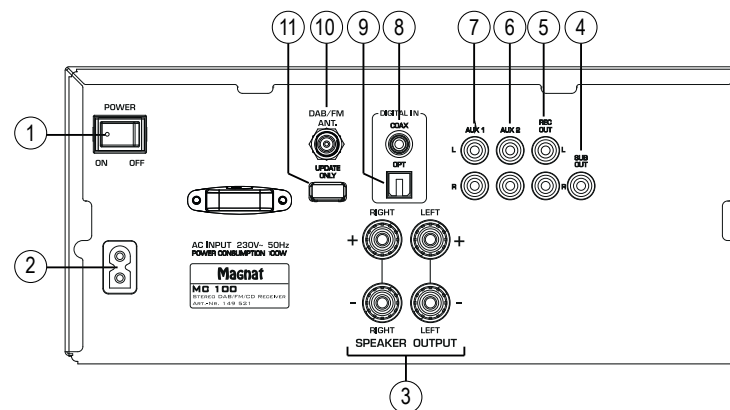 11 10 9 8 7 6 5 4
POWER
1
ON OFF
DAB/FM
ANT.
UPDATE
ONLY
DIGITAL IN
COAX
OPT
AUX 1 AUX 2 REC
OUT
L L
SUB
OUT
R R
2
AC INPUT 230V~ 50Hz
POWER CONSUMPTION 100W
Magnat
MC 100
STEREO DAB/FM/CD RECEIVER
ART.-NR. 149 521
RIGHT LEFT
+ +
- -
RIGHT LEFT
SPEAKER OUTPUT
3